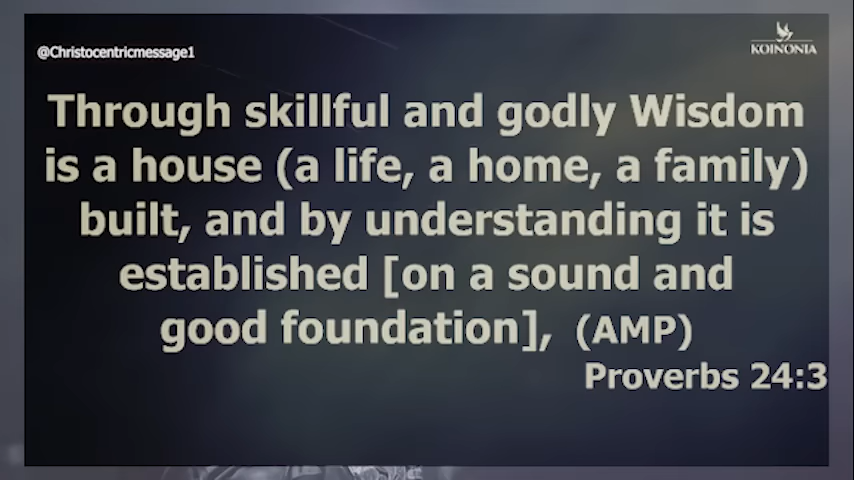 @Christocentricmessage1
KOINONIA
Through skillful and godly Wisdom
is a house (a life, a home, a family)
built, and by understanding it is
established [on a sound and
good foundation], (AMP)
Proverbs 24:3